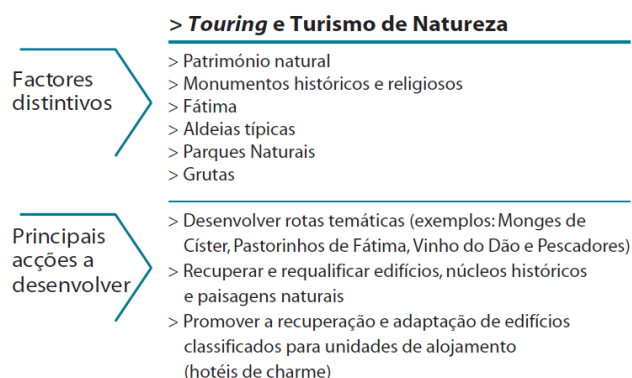 > Touring e Turismo de Natureza
Factores
distintivos
> Património natural
> Monumentos históricos e religiosos
> Fátima
> Aldeias típicas
> Parques Naturais
> Grutas
Principais
acções a
desenvolver
> Desenvolver rotas temáticas (exemplos: Monges de
Císter, Pastorinhos de Fátima, Vinho do Dão e Pescadores)
> Recuperar e requalificar edifícios, núcleos históricos
e paisagens naturais
> Promover a recuperação e adaptação de edifícios
classificados para unidades de alojamento
(hotéis de charme)